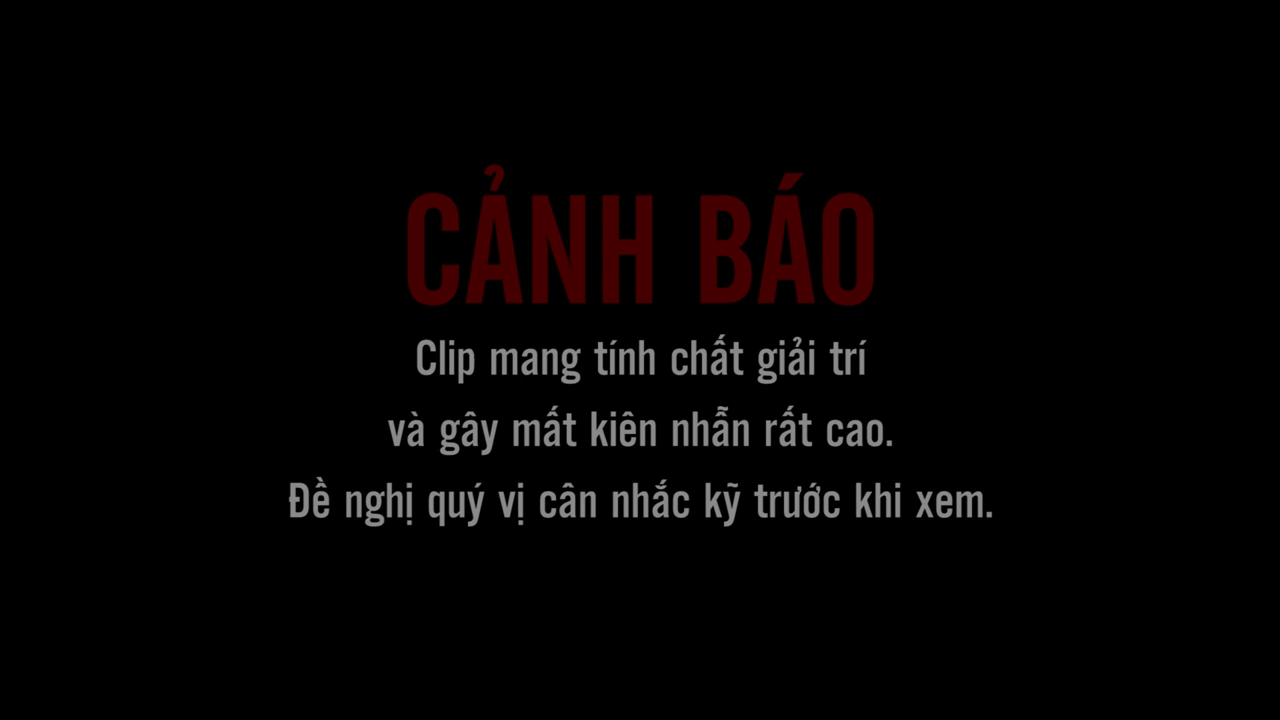 CẢNH BÁO
Clip mang tính chất giải trí
và gây mất kiên nhẫn rất cao.
Đề nghị quý vị cân nhắc kỹ trước khi xem.